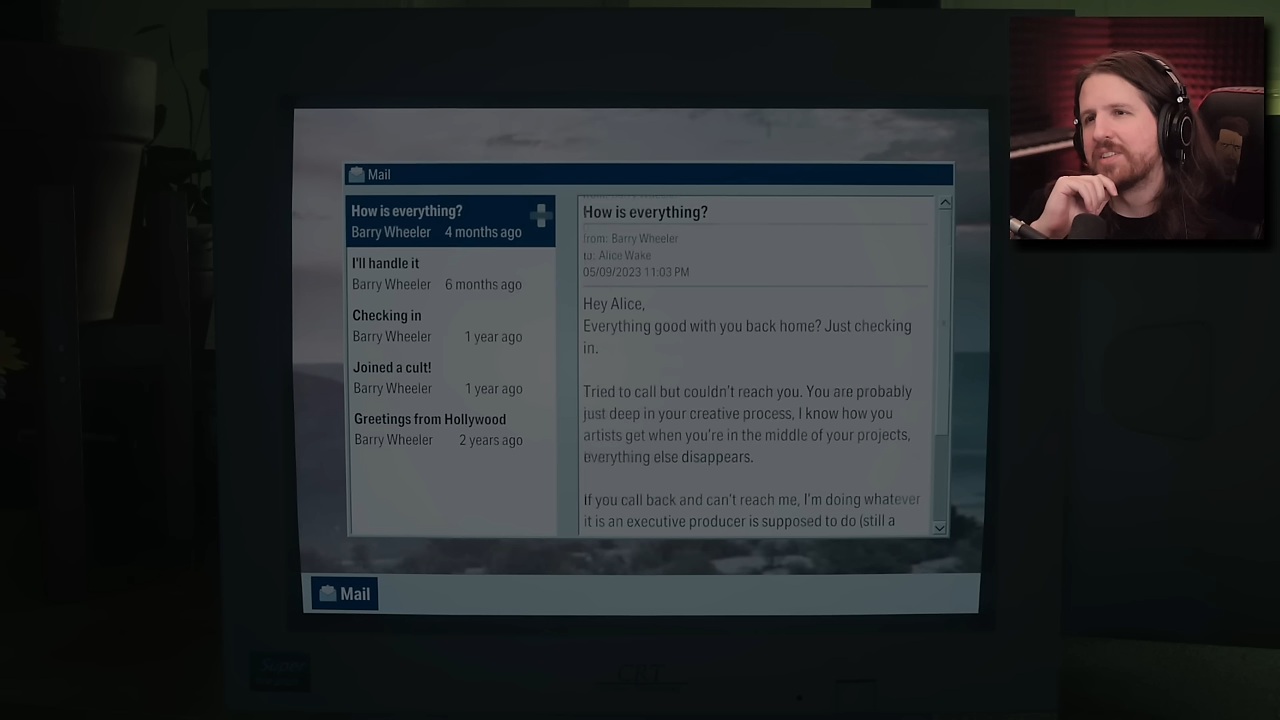 Mail
How is everything?
Barry Wheeler 4 months ago
I'll handle it
Barry Wheeler 6 months ago
Checking in
Barry Wheeler 1 year ago
Joined a cult!
Barry Wheeler 1 year ago
Greetings from Hollywood
Barry Wheeler 2 years ago
How is everything?
from: Barry Wheeler
to: Alice Wake
05/09/2023 11:03 PM
Hey Alice,
Everything good with you back home? Just checking
in.
Tried to call but couldn't reach you. You are probably
just deep in your creative process, I know how you
artists get when you're in the middle of your projects,
everything else disappears.
If you call back and can't reach me, I'm doing whatever
it is an executive producer is supposed to do (still a
Mail
CRT